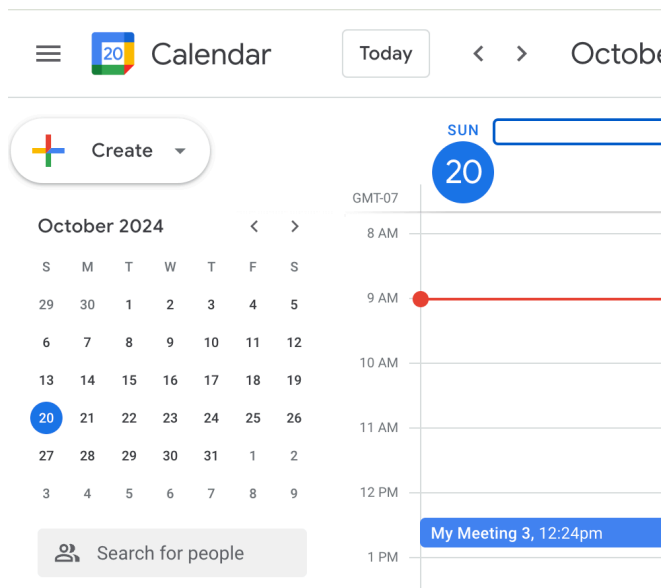 20 Calendar Today Octobe
Create
SUN
20
GMT-07
October 2024
S M T W T F S
29 30 1 2 3 4 5
6 7 8 9 10 11 12
13 14 15 16 17 18 19
20 21 22 23 24 25 26
27 28 29 30 31 1 2
3 4 5 6 7 8 9
Search for people
8 AM
9 AM
10 AM
11 AM
12 PM
My Meeting 3, 12:24pm
1 PM